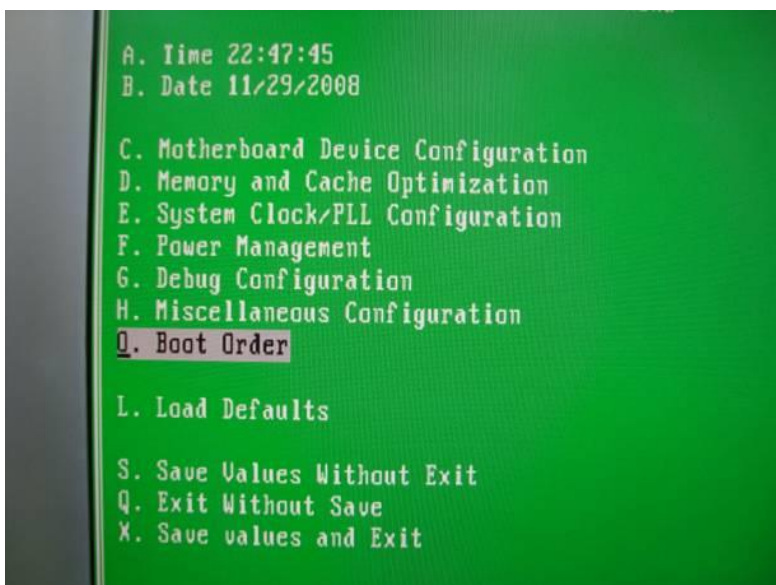 A. Time 22:47:45
B. Date 11/29/2008
C. Motherboard Device Configuration
D. Memory and Cache Optimization
E. System Clock/PLL Configuration
F. Power Management
G. Debug Configuration
H. Miscellaneous Configuration
O. Boot Order
L. Load Defaults
S. Save Values Without Exit
Q. Exit Without Save
X. Save values and Exit